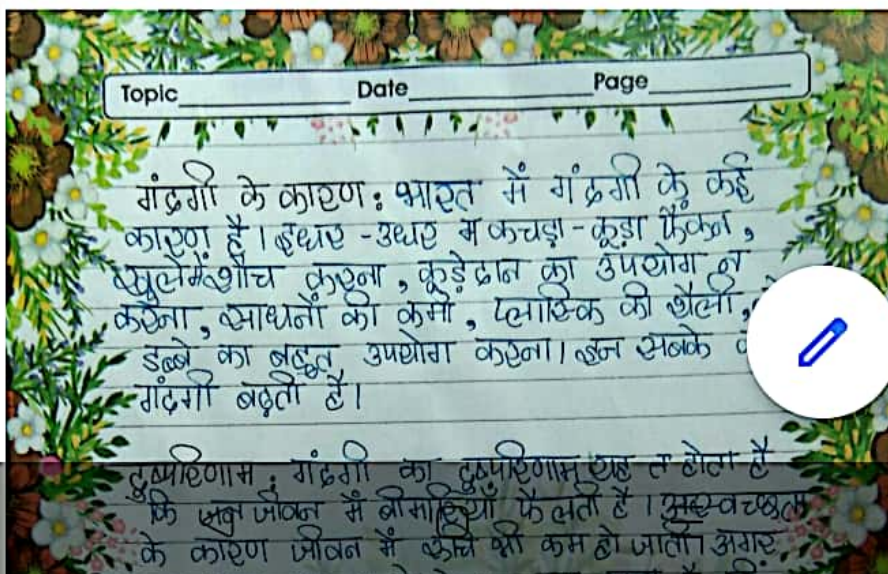 Topic Date Page
गंदगी के कारण : भारत में गंदगी के कई
कारण है । इधर - उधर म कचड़ा - कूड़ा फैकना ,
खुलेमें शौच करना , कूड़ेदान का उपयोग न
करना , साधनों की कमी , प्लास्कि की थैली ,
डब्बे का बहुत उपयोग करना । इन सबके
गंदगी बढ़ती है ।
दुष्परिणाम : गंदगी का दुष्परिणाम यह त होता है
कि जीवन में फैलती है । अस्वच्छता
के कारण जीवन में रूचि भी कम हो जाती । अगर